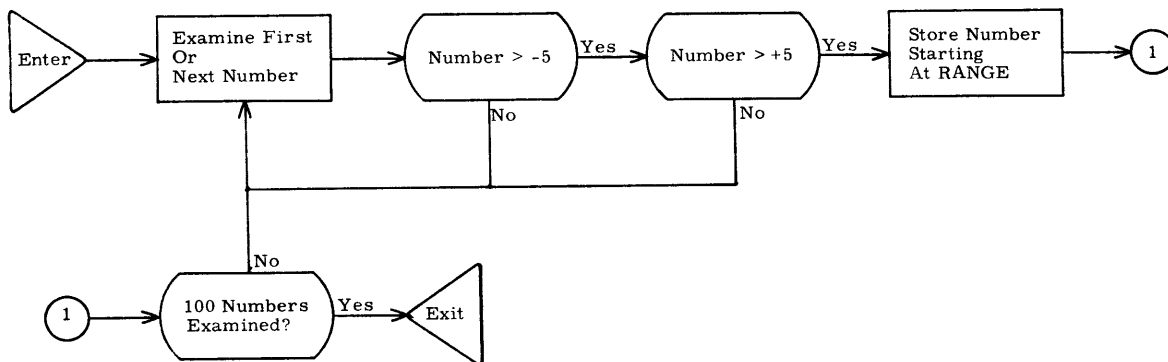 Enter
Examine First
Or
Next Number
Number > -5
Yes
Number > +5
Yes
Store Number
Starting
At RANGE
1
No
No
No
1
100 Numbers
Examined?
Yes
Exit